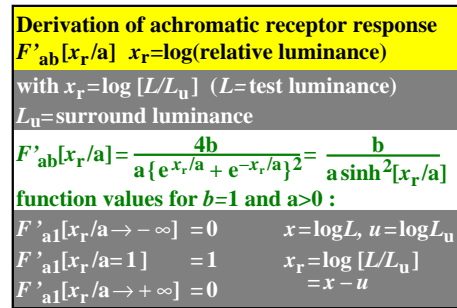 Derivation of achromatic receptor response
F'ab[xr/a]  xr=log(relative luminance)
with xr=log [L/Lu]  (L=test luminance)
Lu=surround luminance
F'ab[xr/a]= 4b / a{e^xr/a + e^−xr/a}^2 = b / a sinh^2[xr/a]
function values for b=1 and a>0 :
F'a1[xr/a→ − ∞] =0    x=logL, u=logLu
F'a1[xr/a=1] =1    xr=log [L/Lu]
F'a1[xr/a→ + ∞] =0    =x−u